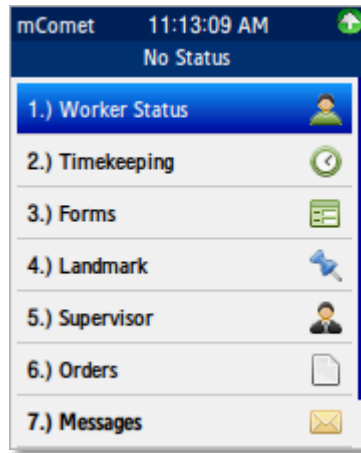 mComet 11:13:09 AM
No Status
1.) Worker Status
2.) Timekeeping
3.) Forms
4.) Landmark
5.) Supervisor
6.) Orders
7.) Messages